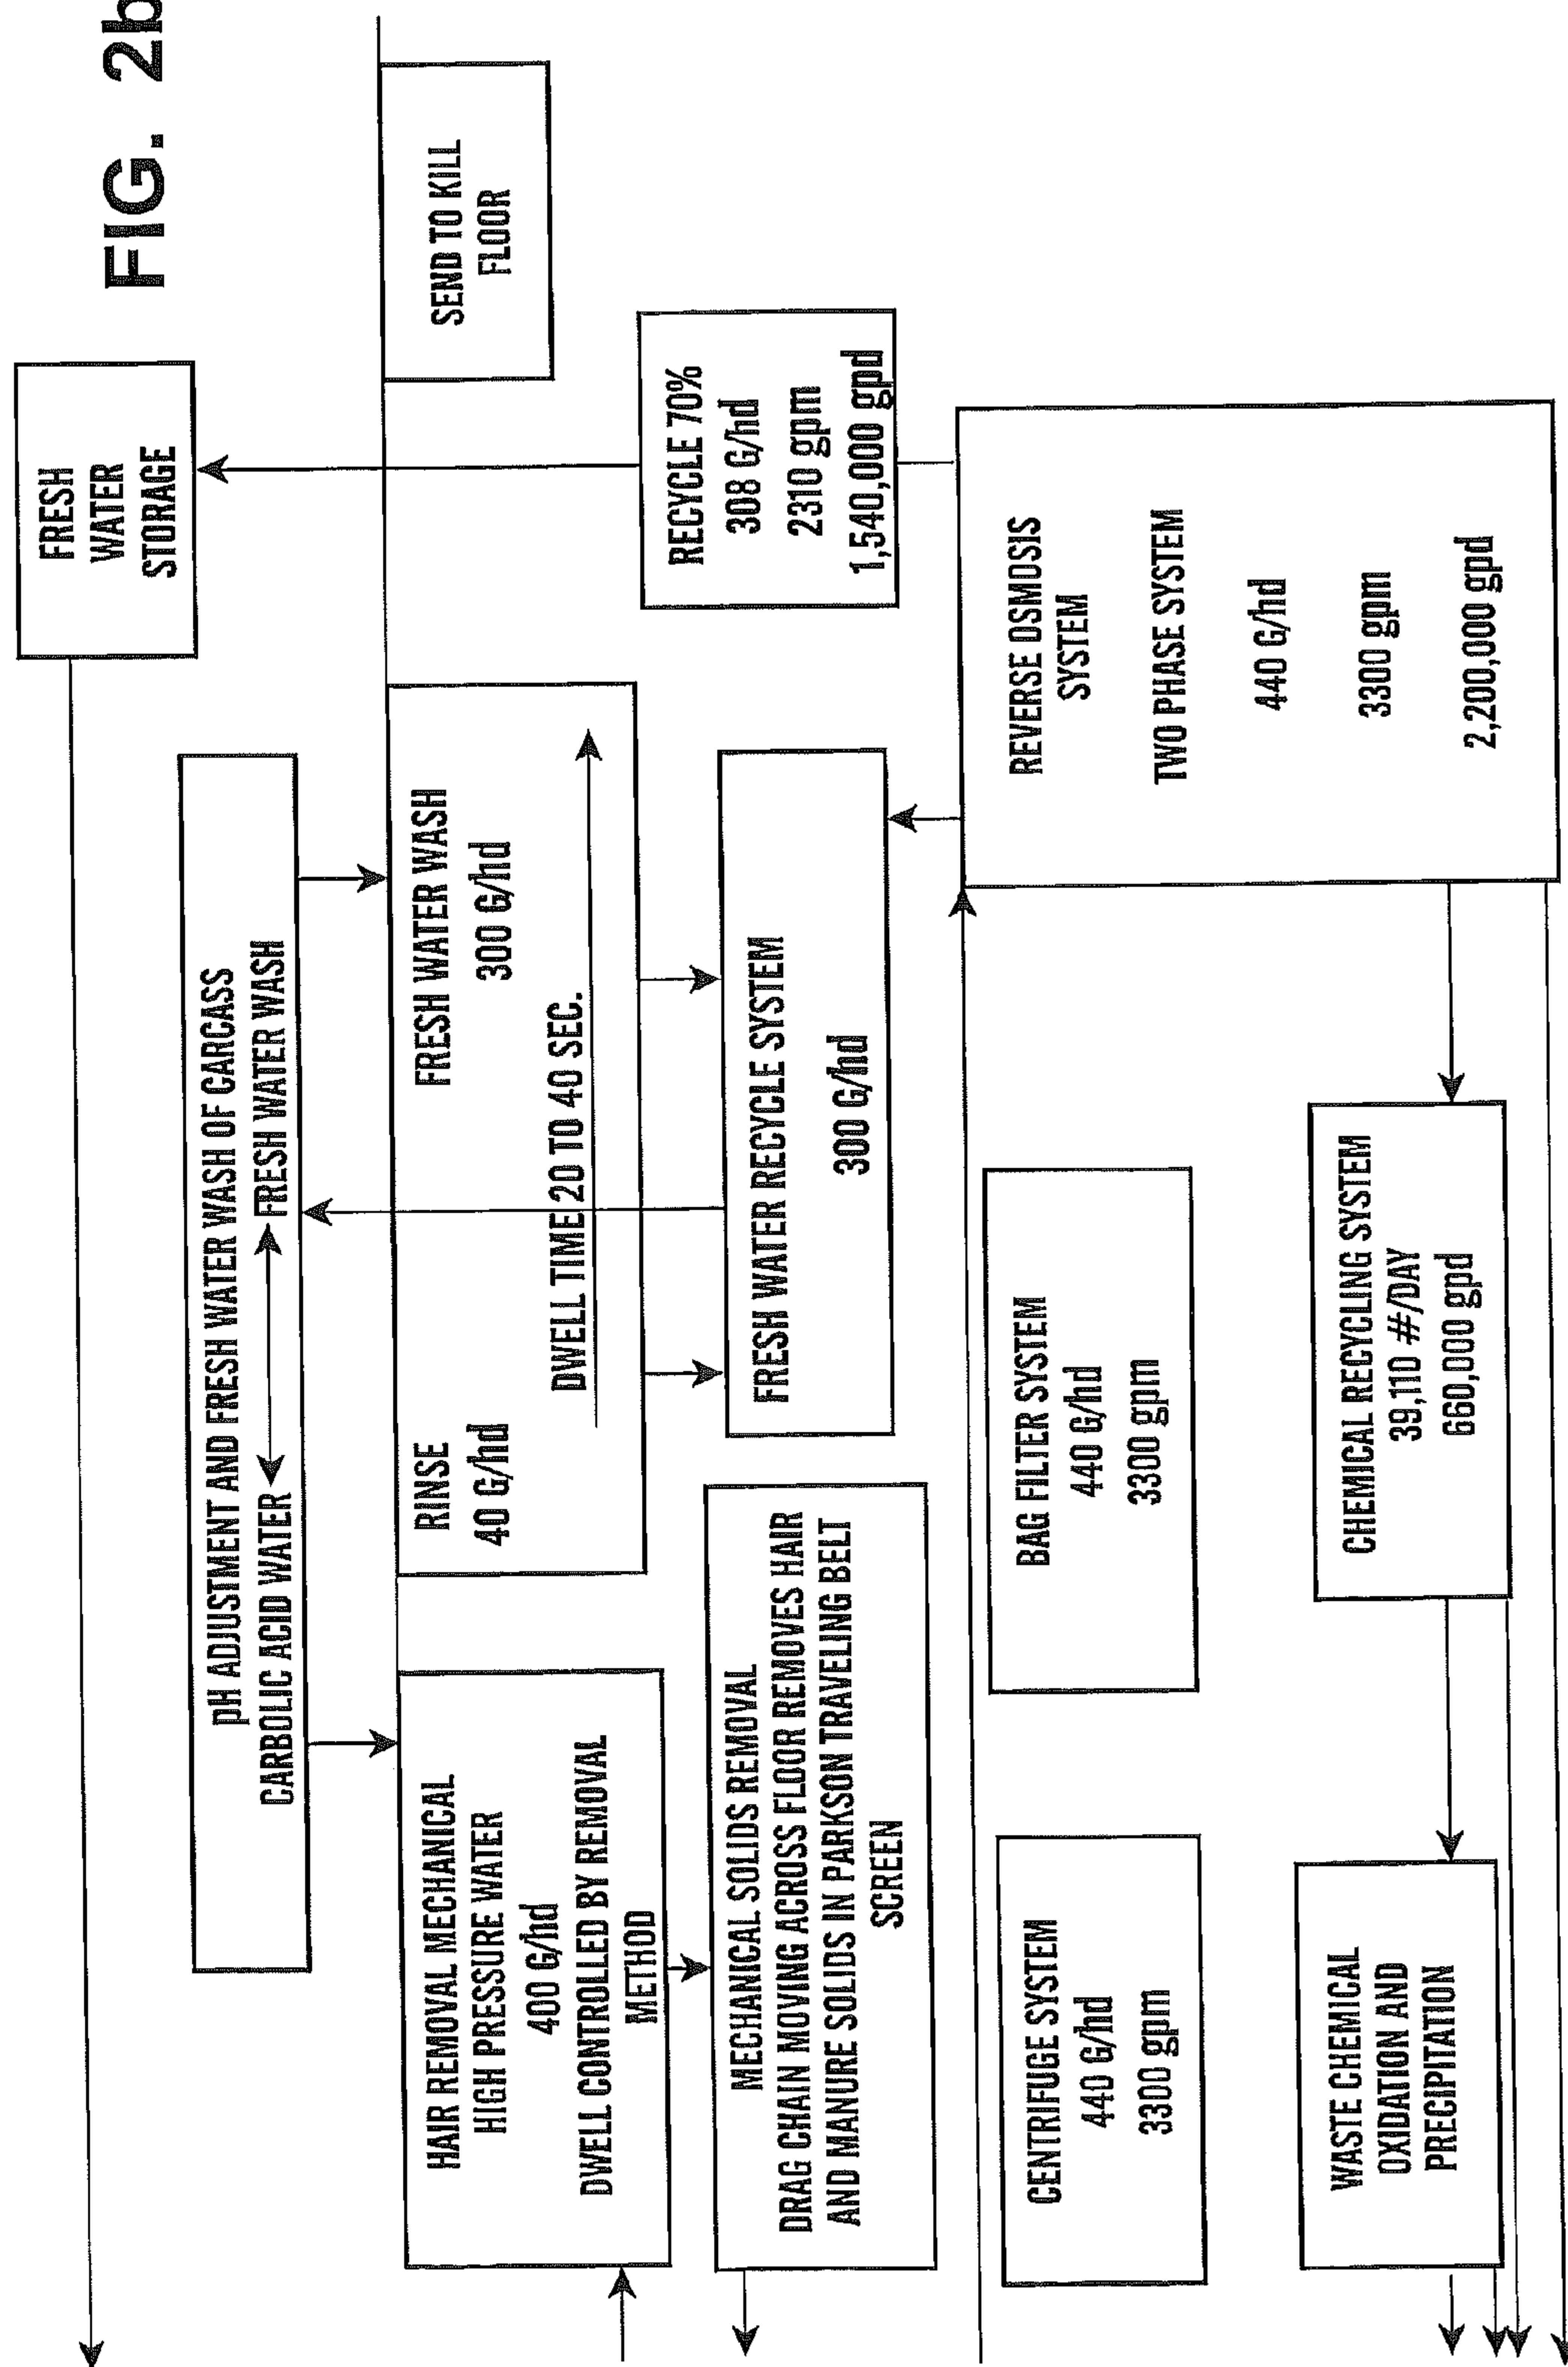 FIG. 2b
FRESH
WATER
STORAGE
pH ADJUSTMENT AND FRESH WATER WASH OF CARCASS
CARBOLIC ACID WATER
FRESH WATER WASH
HAIR REMOVAL MECHANICAL
HIGH PRESSURE WATER
400 G/hd
DWELL CONTROLLED BY REMOVAL
METHOD
RINSE
40 G/hd
FRESH WATER WASH
300 G/hd
DWELL TIME 20 TO 40 SEC.
SEND TO KILL
FLOOR
MECHANICAL SOLIDS REMOVAL
DRAG CHAIN MOVING ACROSS FLOOR REMOVES HAIR
AND MANURE SOLIDS IN PARKSON TRAVELING BELT
SCREEN
FRESH WATER RECYCLE SYSTEM
300 G/hd
RECYCLE 70%
308 G/hd
2310 gpm
1,540,000 gpd
CENTRIFUGE SYSTEM
440 G/hd
3300 gpm
BAG FILTER SYSTEM
440 G/hd
3300 gpm
REVERSE OSMOSIS
SYSTEM
TWO PHASE SYSTEM
440 G/hd
3300 gpm
2,200,000 gpd
WASTE CHEMICAL
OXIDATION AND
PRECIPITATION
CHEMICAL RECYCLING SYSTEM
39,110 #/DAY
660,000 gpd